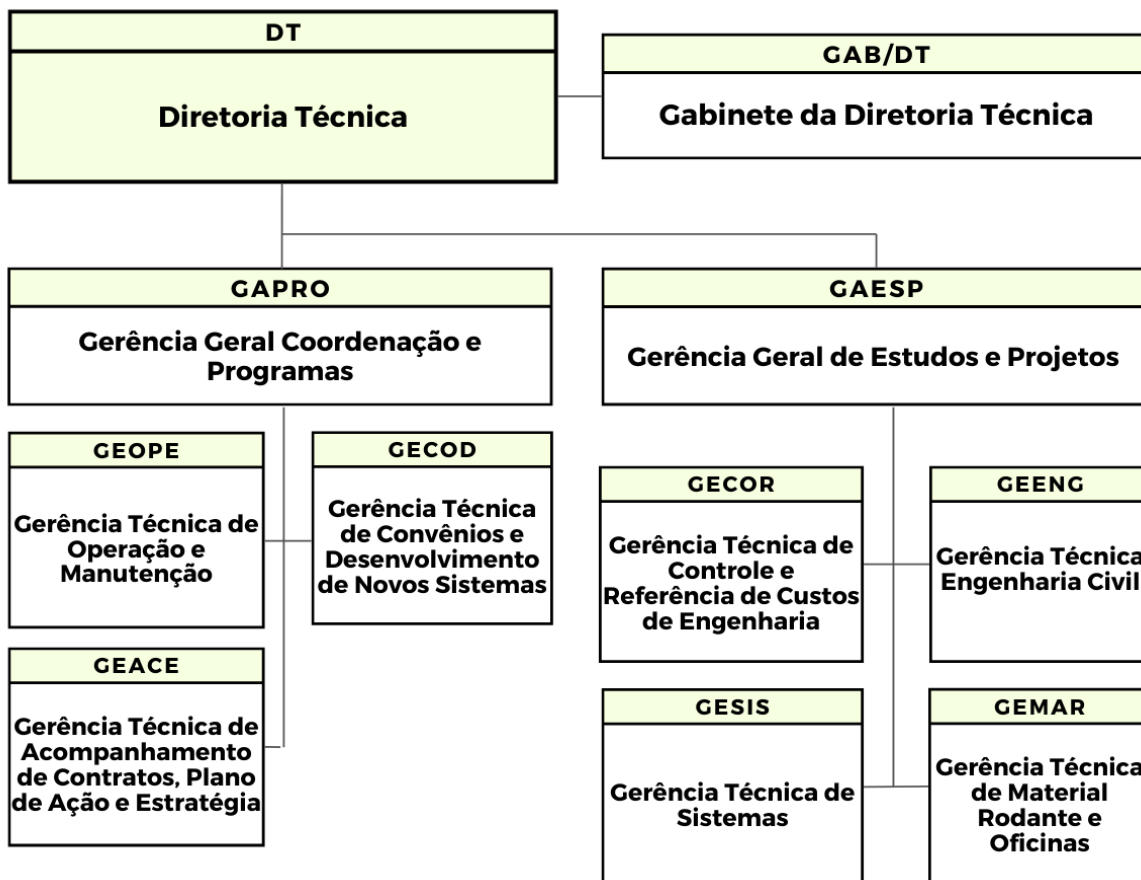 DT
Diretoria Técnica
GAB/DT
Gabinete da Diretoria Técnica
GAPRO
Gerência Geral Coordenação e
Programas
GAESP
Gerência Geral de Estudos e Projetos
GEOPE
Gerência Técnica de
Operação e
Manutenção
GECOD
Gerência Técnica
de Convênios e
Desenvolvimento
de Novos Sistemas
GEACE
Gerência Técnica de
Acompanhamento
de Contratos, Plano
de Ação e Estratégia
GECOR
Gerência Técnica de
Controle e
Referência de Custos
de Engenharia
GEENG
Gerência Técnica
Engenharia Civil
GESIS
Gerência Técnica de
Sistemas
GEMAR
Gerência Técnica
de Material
Rodante e
Oficinas